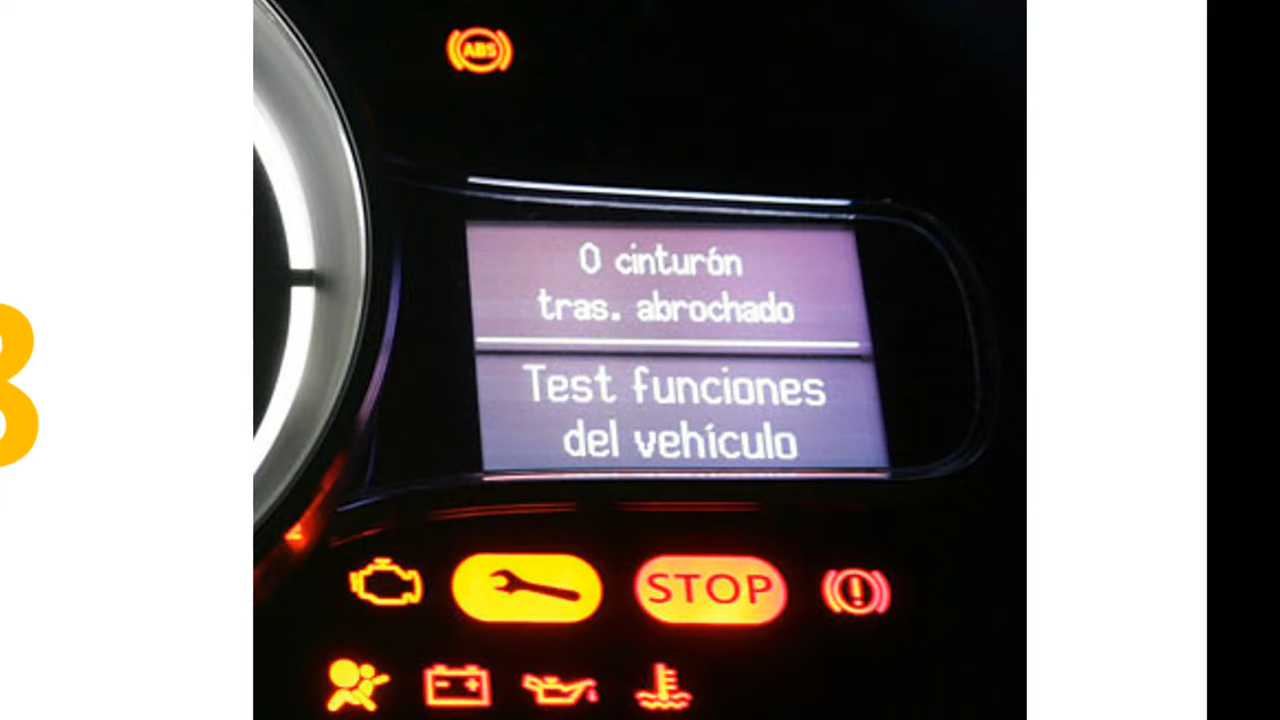 ABS
0 cinturón
tras. abrochado
Test funciones
del vehículo
STOP